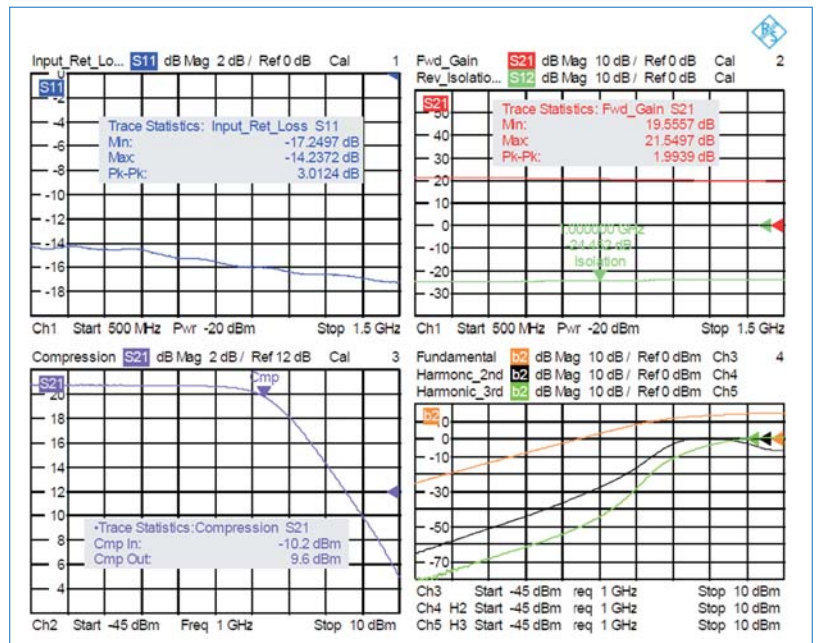 Input_Ret_Lo... S11 dB Mag 2 dB / Ref 0 dB Cal 1
S11
0
-2
-4
-6
-8
-10
-12
-14
-16
-18
Trace Statistics: Input_Ret_Loss S11
Min: -17.2497 dB
Max: -14.2372 dB
Pk-Pk: 3.0124 dB
Ch1 Start 500 MHz Pwr -20 dBm Stop 1.5 GHz
Fwd_Gain S21 dB Mag 10 dB / Ref 0 dB Cal 2
Rev_Isolatio... S12 dB Mag 10 dB / Ref 0 dB Cal
S21
50
40
30
20
10
0
-10
-20
-30
Trace Statistics: Fwd_Gain S21
Min: 19.5557 dB
Max: 21.5497 dB
Pk-Pk: 1.9939 dB
GHz
-24.452 dB
Isolation
Ch1 Start 500 MHz Pwr -20 dBm Stop 1.5 GHz
Compression S21 dB Mag 2 dB / Ref 12 dB Cal 3
S21
Cmp
20
18
16
14
12
10
8
6
4
•Trace Statistics:Compression S21
Cmp In: -10.2 dBm
Cmp Out: 9.6 dBm
Ch2 Start -45 dBm Freq 1 GHz Stop 10 dBm
Fundamental b2 dB Mag 10 dB / Ref 0 dBm Ch3 4
Harmonc_2nd b2 dB Mag 10 dB / Ref 0 dBm Ch4
Harmonic_3rd b2 dB Mag 10 dB / Ref 0 dBm Ch5
b2
10
0
-10
-30
-50
-70
Ch3 Start -45 dBm req 1 GHz Stop 10 dBm
Ch4 H2 Start -45 dBm req 1 GHz Stop 10 dBm
Ch5 H3 Start -45 dBm req 1 GHz Stop 10 dBm